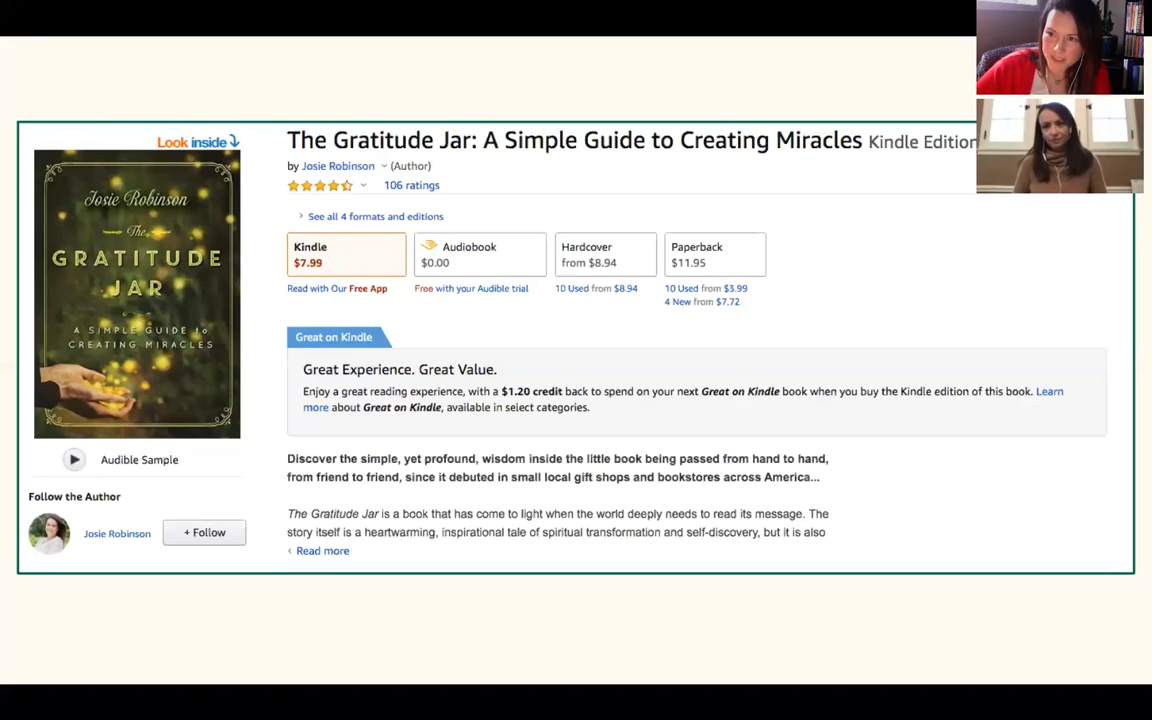 Look inside
Josie Robinson
The
GRATITUDE
JAR
A SIMPLE GUIDE to
CREATING MIRACLES
Audible Sample
Follow the Author
Josie Robinson
+ Follow
The Gratitude Jar: A Simple Guide to Creating Miracles Kindle Edition
by Josie Robinson (Author)
106 ratings
See all 4 formats and editions
Kindle
$7.99
Read with Our Free App
Audiobook
$0.00
Free with your Audible trial
Hardcover
from $8.94
10 Used from $8.94
Paperback
$11.95
10 Used from $3.99
4 New from $7.72
Great on Kindle
Great Experience. Great Value.
Enjoy a great reading experience, with a $1.20 credit back to spend on your next Great on Kindle book when you buy the Kindle edition of this book. Learn
more about Great on Kindle, available in select categories.
Discover the simple, yet profound, wisdom inside the little book being passed from hand to hand,
from friend to friend, since it debuted in small local gift shops and bookstores across America...
The Gratitude Jar is a book that has come to light when the world deeply needs to read its message. The
story itself is a heartwarming, inspirational tale of spiritual transformation and self-discovery, but it is also
Read more